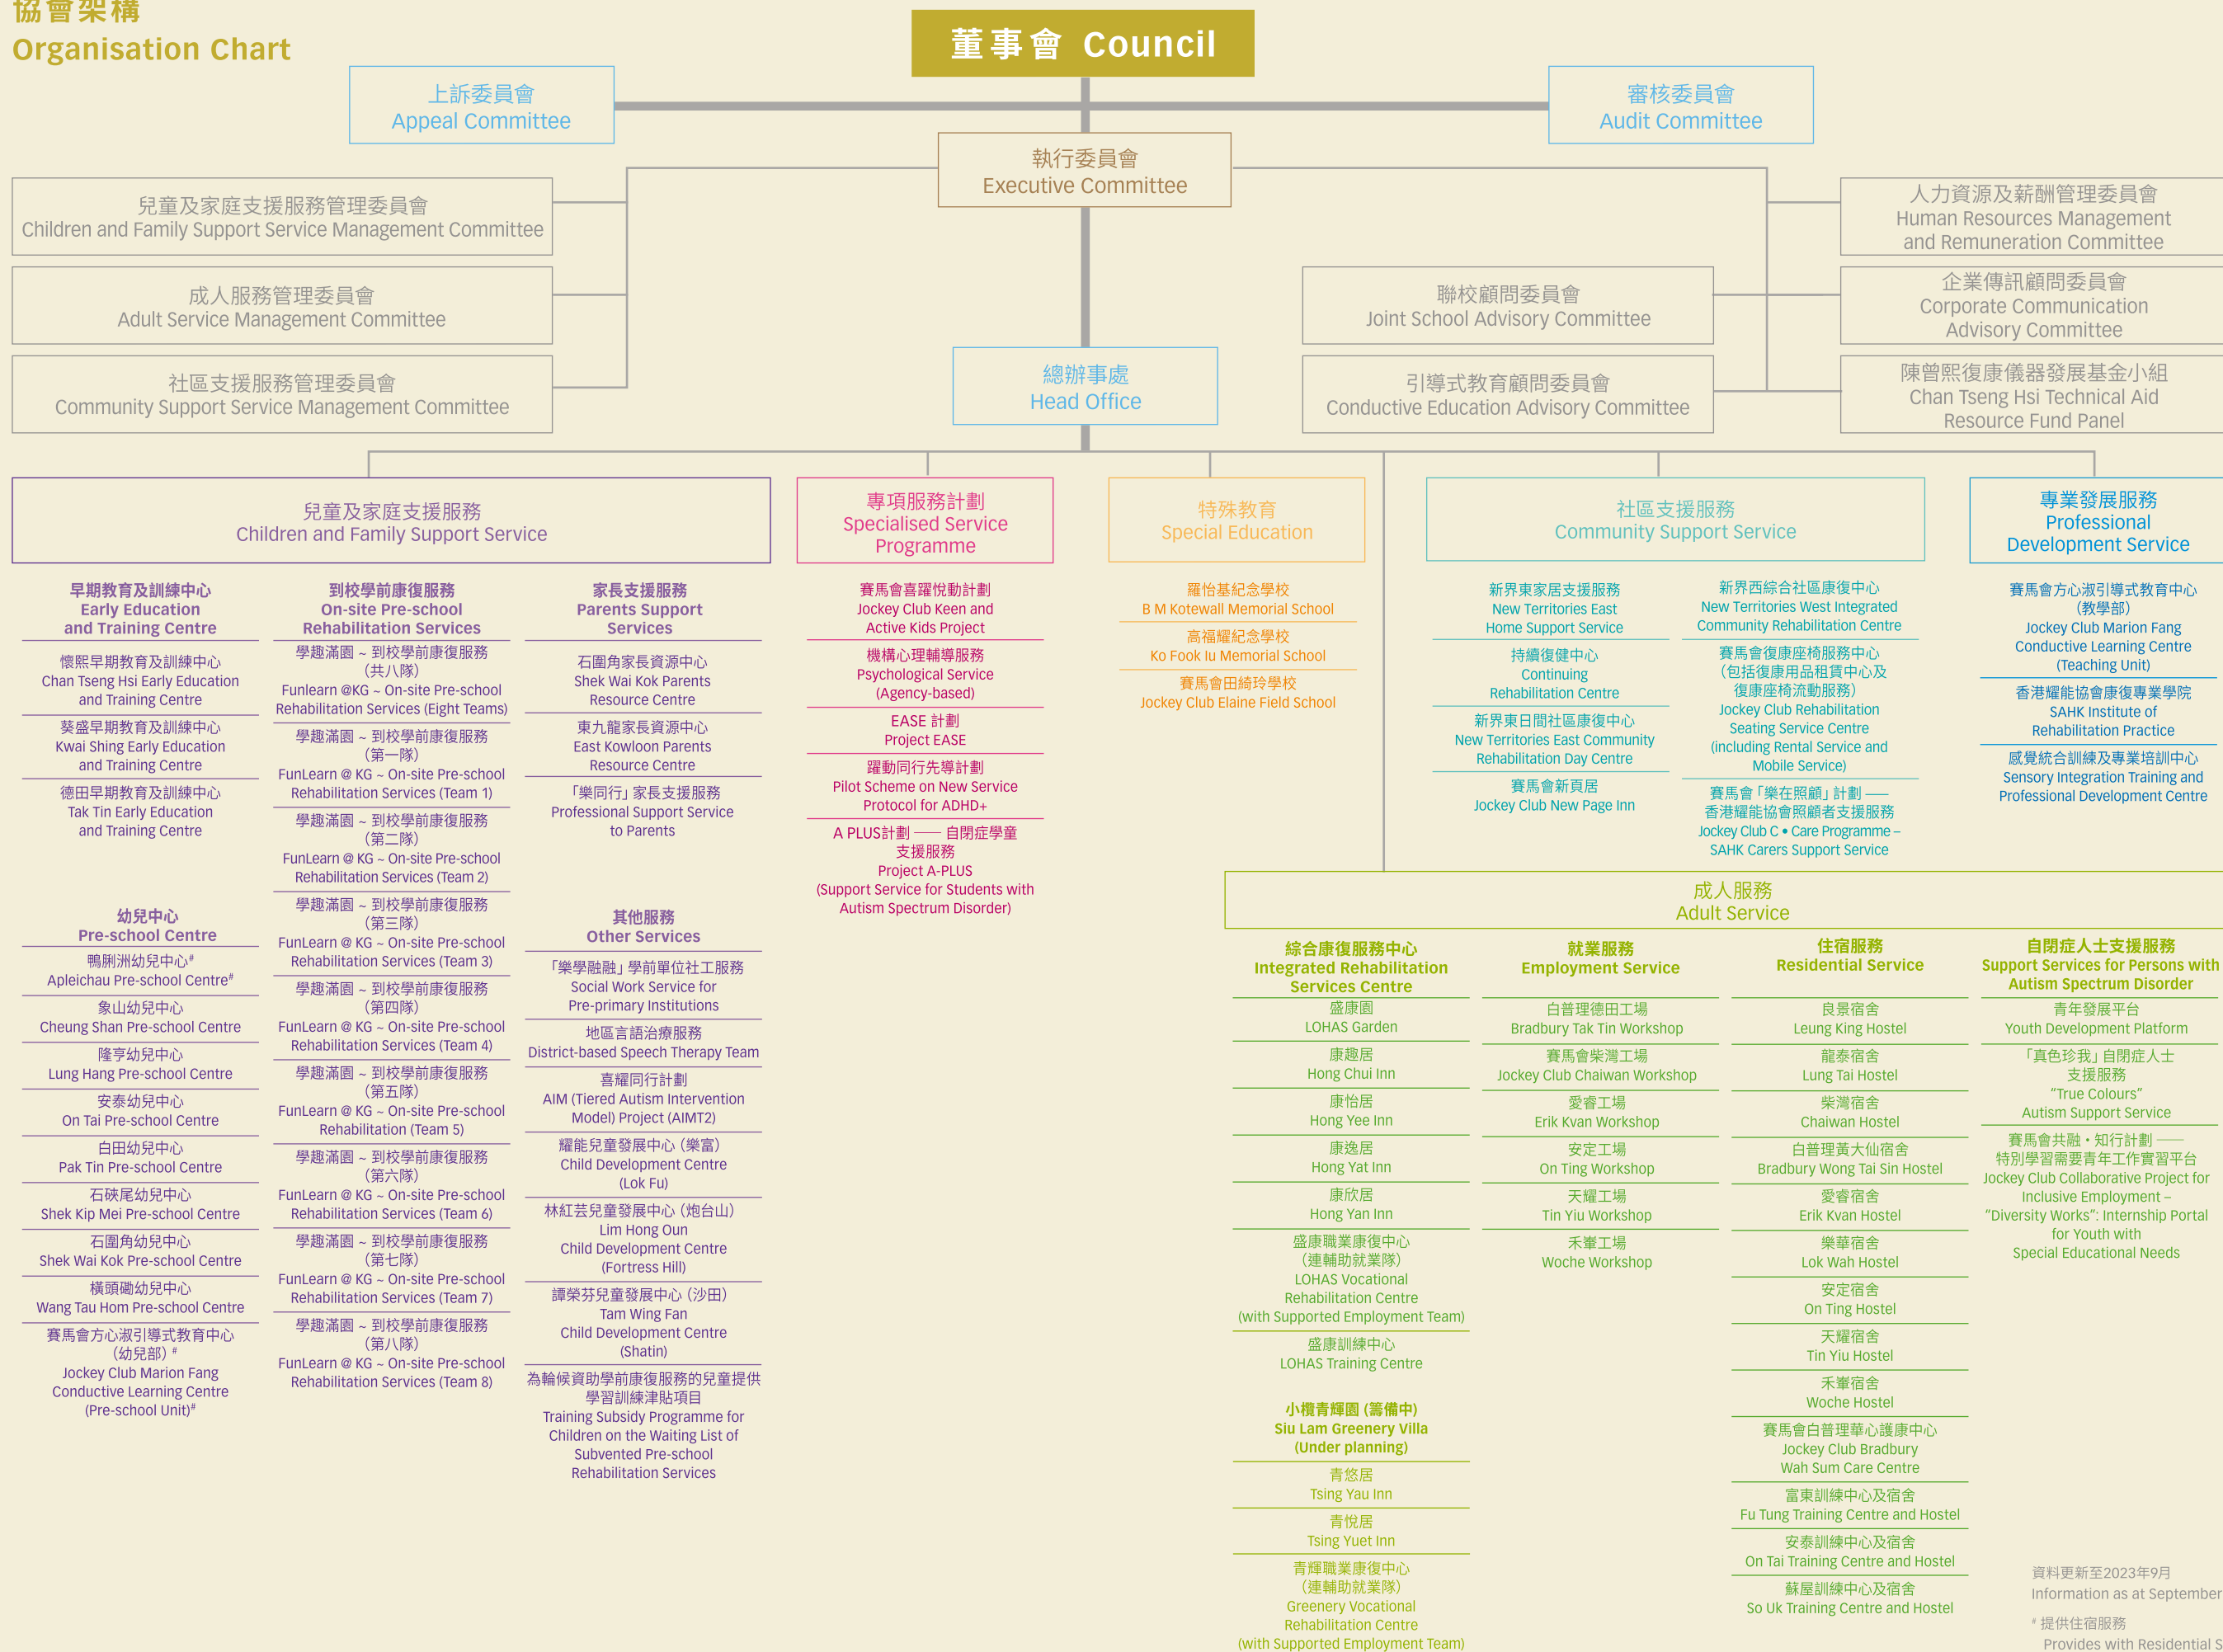 協會架構
Organisation Chart
董事會 Council
上訴委員會
Appeal Committee
審核委員會
Audit Committee
執行委員會
Executive Committee
兒童及家庭支援服務管理委員會
Children and Family Support Service Management Committee
成人服務管理委員會
Adult Service Management Committee
社區支援服務管理委員會
Community Support Service Management Committee
人力資源及薪酬管理委員會
Human Resources Management
and Remuneration Committee
聯校顧問委員會
Joint School Advisory Committee
企業傳訊顧問委員會
Corporate Communication
Advisory Committee
引導式教育顧問委員會
Conductive Education Advisory Committee
陳曾熙復康儀器發展基金小組
Chan Tseng Hsi Technical Aid
Resource Fund Panel
總辦事處
Head Office
兒童及家庭支援服務
Children and Family Support Service
早期教育及訓練中心
Early Education
and Training Centre
懷熙早期教育及訓練中心
Chan Tseng Hsi Early Education
and Training Centre
葵盛早期教育及訓練中心
Kwai Shing Early Education
and Training Centre
德田早期教育及訓練中心
Tak Tin Early Education
and Training Centre
幼兒中心
Pre-school Centre
鴨脷洲幼兒中心#
Apleichau Pre-school Centre#
象山幼兒中心
Cheung Shan Pre-school Centre
隆亨幼兒中心
Lung Hang Pre-school Centre
安泰幼兒中心
On Tai Pre-school Centre
白田幼兒中心
Pak Tin Pre-school Centre
石硤尾幼兒中心
Shek Kip Mei Pre-school Centre
石圍角幼兒中心
Shek Wai Kok Pre-school Centre
橫頭磡幼兒中心
Wang Tau Hom Pre-school Centre
賽馬會方心淑引導式教育中心
（幼兒部）#
Jockey Club Marion Fang
Conductive Learning Centre
(Pre-school Unit)#
到校學前康復服務
On-site Pre-school
Rehabilitation Services
學趣滿園 ~ 到校學前康復服務
（共八隊）
Funlearn @KG ~ On-site Pre-school
Rehabilitation Services (Eight Teams)
學趣滿園 ~ 到校學前康復服務
（第一隊）
FunLearn @ KG ~ On-site Pre-school
Rehabilitation Services (Team 1)
學趣滿園 ~ 到校學前康復服務
（第二隊）
FunLearn @ KG ~ On-site Pre-school
Rehabilitation Services (Team 2)
學趣滿園 ~ 到校學前康復服務
（第三隊）
FunLearn @ KG ~ On-site Pre-school
Rehabilitation Services (Team 3)
學趣滿園 ~ 到校學前康復服務
（第四隊）
FunLearn @ KG ~ On-site Pre-school
Rehabilitation Services (Team 4)
學趣滿園 ~ 到校學前康復服務
（第五隊）
FunLearn @ KG ~ On-site Pre-school
Rehabilitation (Team 5)
學趣滿園 ~ 到校學前康復服務
（第六隊）
FunLearn @ KG ~ On-site Pre-school
Rehabilitation Services (Team 6)
學趣滿園 ~ 到校學前康復服務
（第七隊）
FunLearn @ KG ~ On-site Pre-school
Rehabilitation Services (Team 7)
學趣滿園 ~ 到校學前康復服務
（第八隊）
FunLearn @ KG ~ On-site Pre-school
Rehabilitation Services (Team 8)
家長支援服務
Parents Support
Services
石圍角家長資源中心
Shek Wai Kok Parents
Resource Centre
東九龍家長資源中心
East Kowloon Parents
Resource Centre
「樂同行」家長支援服務
Professional Support Service
to Parents
其他服務
Other Services
「樂學融融」學前單位社工服務
Social Work Service for
Pre-primary Institutions
地區言語治療服務
District-based Speech Therapy Team
喜耀同行計劃
AIM (Tiered Autism Intervention
Model) Project (AIMT2)
耀能兒童發展中心（樂富）
Child Development Centre
(Lok Fu)
林紅芸兒童發展中心（炮台山）
Lim Hong Oun
Child Development Centre
(Fortress Hill)
譚榮芬兒童發展中心（沙田）
Tam Wing Fan
Child Development Centre
(Shatin)
為輪候資助學前康復服務的兒童提供
學習訓練津貼項目
Training Subsidy Programme for
Children on the Waiting List of
Subvented Pre-school
Rehabilitation Services
專項服務計劃
Specialised Service
Programme
賽馬會喜躍悅動計劃
Jockey Club Keen and
Active Kids Project
機構心理輔導服務
Psychological Service
(Agency-based)
EASE 計劃
Project EASE
躍動同行先導計劃
Pilot Scheme on New Service
Protocol for ADHD+
A PLUS計劃 —— 自閉症學童
支援服務
Project A-PLUS
(Support Service for Students with
Autism Spectrum Disorder)
特殊教育
Special Education
羅怡基紀念學校
B M Kotewall Memorial School
高福耀紀念學校
Ko Fook Iu Memorial School
賽馬會田綺玲學校
Jockey Club Elaine Field School
社區支援服務
Community Support Service
新界東家居支援服務
New Territories East
Home Support Service
持續復健中心
Continuing
Rehabilitation Centre
新界東日間社區康復中心
New Territories East Community
Rehabilitation Day Centre
賽馬會新頁居
Jockey Club New Page Inn
新界西綜合社區康復中心
New Territories West Integrated
Community Rehabilitation Centre
賽馬會復康座椅服務中心
（包括復康用品租賃中心及
復康座椅流動服務）
Jockey Club Rehabilitation
Seating Service Centre
(including Rental Service and
Mobile Service)
賽馬會「樂在照顧」計劃 ——
香港耀能協會照顧者支援服務
Jockey Club C • Care Programme –
SAHK Carers Support Service
專業發展服務
Professional
Development Service
賽馬會方心淑引導式教育中心
（教學部）
Jockey Club Marion Fang
Conductive Learning Centre
(Teaching Unit)
香港耀能協會康復專業學院
SAHK Institute of
Rehabilitation Practice
感覺統合訓練及專業培訓中心
Sensory Integration Training and
Professional Development Centre
成人服務
Adult Service
綜合康復服務中心
Integrated Rehabilitation
Services Centre
盛康園
LOHAS Garden
康趣居
Hong Chui Inn
康怡居
Hong Yee Inn
康逸居
Hong Yat Inn
康欣居
Hong Yan Inn
盛康職業康復中心
（連輔助就業隊）
LOHAS Vocational
Rehabilitation Centre
(with Supported Employment Team)
盛康訓練中心
LOHAS Training Centre
小欖青輝園 (籌備中)
Siu Lam Greenery Villa
(Under planning)
青悠居
Tsing Yau Inn
青悅居
Tsing Yuet Inn
青輝職業康復中心
（連輔助就業隊）
Greenery Vocational
Rehabilitation Centre
(with Supported Employment Team)
就業服務
Employment Service
白普理德田工場
Bradbury Tak Tin Workshop
賽馬會柴灣工場
Jockey Club Chaiwan Workshop
愛睿工場
Erik Kvan Workshop
安定工場
On Ting Workshop
天耀工場
Tin Yiu Workshop
禾輋工場
Woche Workshop
住宿服務
Residential Service
良景宿舍
Leung King Hostel
龍泰宿舍
Lung Tai Hostel
柴灣宿舍
Chaiwan Hostel
白普理黃大仙宿舍
Bradbury Wong Tai Sin Hostel
愛睿宿舍
Erik Kvan Hostel
樂華宿舍
Lok Wah Hostel
安定宿舍
On Ting Hostel
天耀宿舍
Tin Yiu Hostel
禾輋宿舍
Woche Hostel
賽馬會白普理華心護康中心
Jockey Club Bradbury
Wah Sum Care Centre
富東訓練中心及宿舍
Fu Tung Training Centre and Hostel
安泰訓練中心及宿舍
On Tai Training Centre and Hostel
蘇屋訓練中心及宿舍
So Uk Training Centre and Hostel
自閉症人士支援服務
Support Services for Persons with
Autism Spectrum Disorder
青年發展平台
Youth Development Platform
「真色珍我」自閉症人士
支援服務
“True Colours”
Autism Support Service
賽馬會共融・知行計劃 ——
特別學習需要青年工作實習平台
Jockey Club Collaborative Project for
Inclusive Employment –
“Diversity Works”: Internship Portal
for Youth with
Special Educational Needs
資料更新至2023年9月
Information as at September
# 提供住宿服務
Provides with Residential S